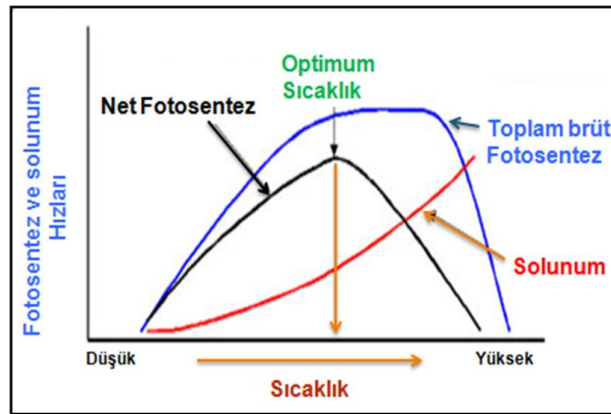 Optimum
Sıcaklık
Net Fotosentez
Toplam brüt
Fotosentez
Fotosentez ve solunum
Hızları
Solunum
Düşük
Yüksek
Sıcaklık